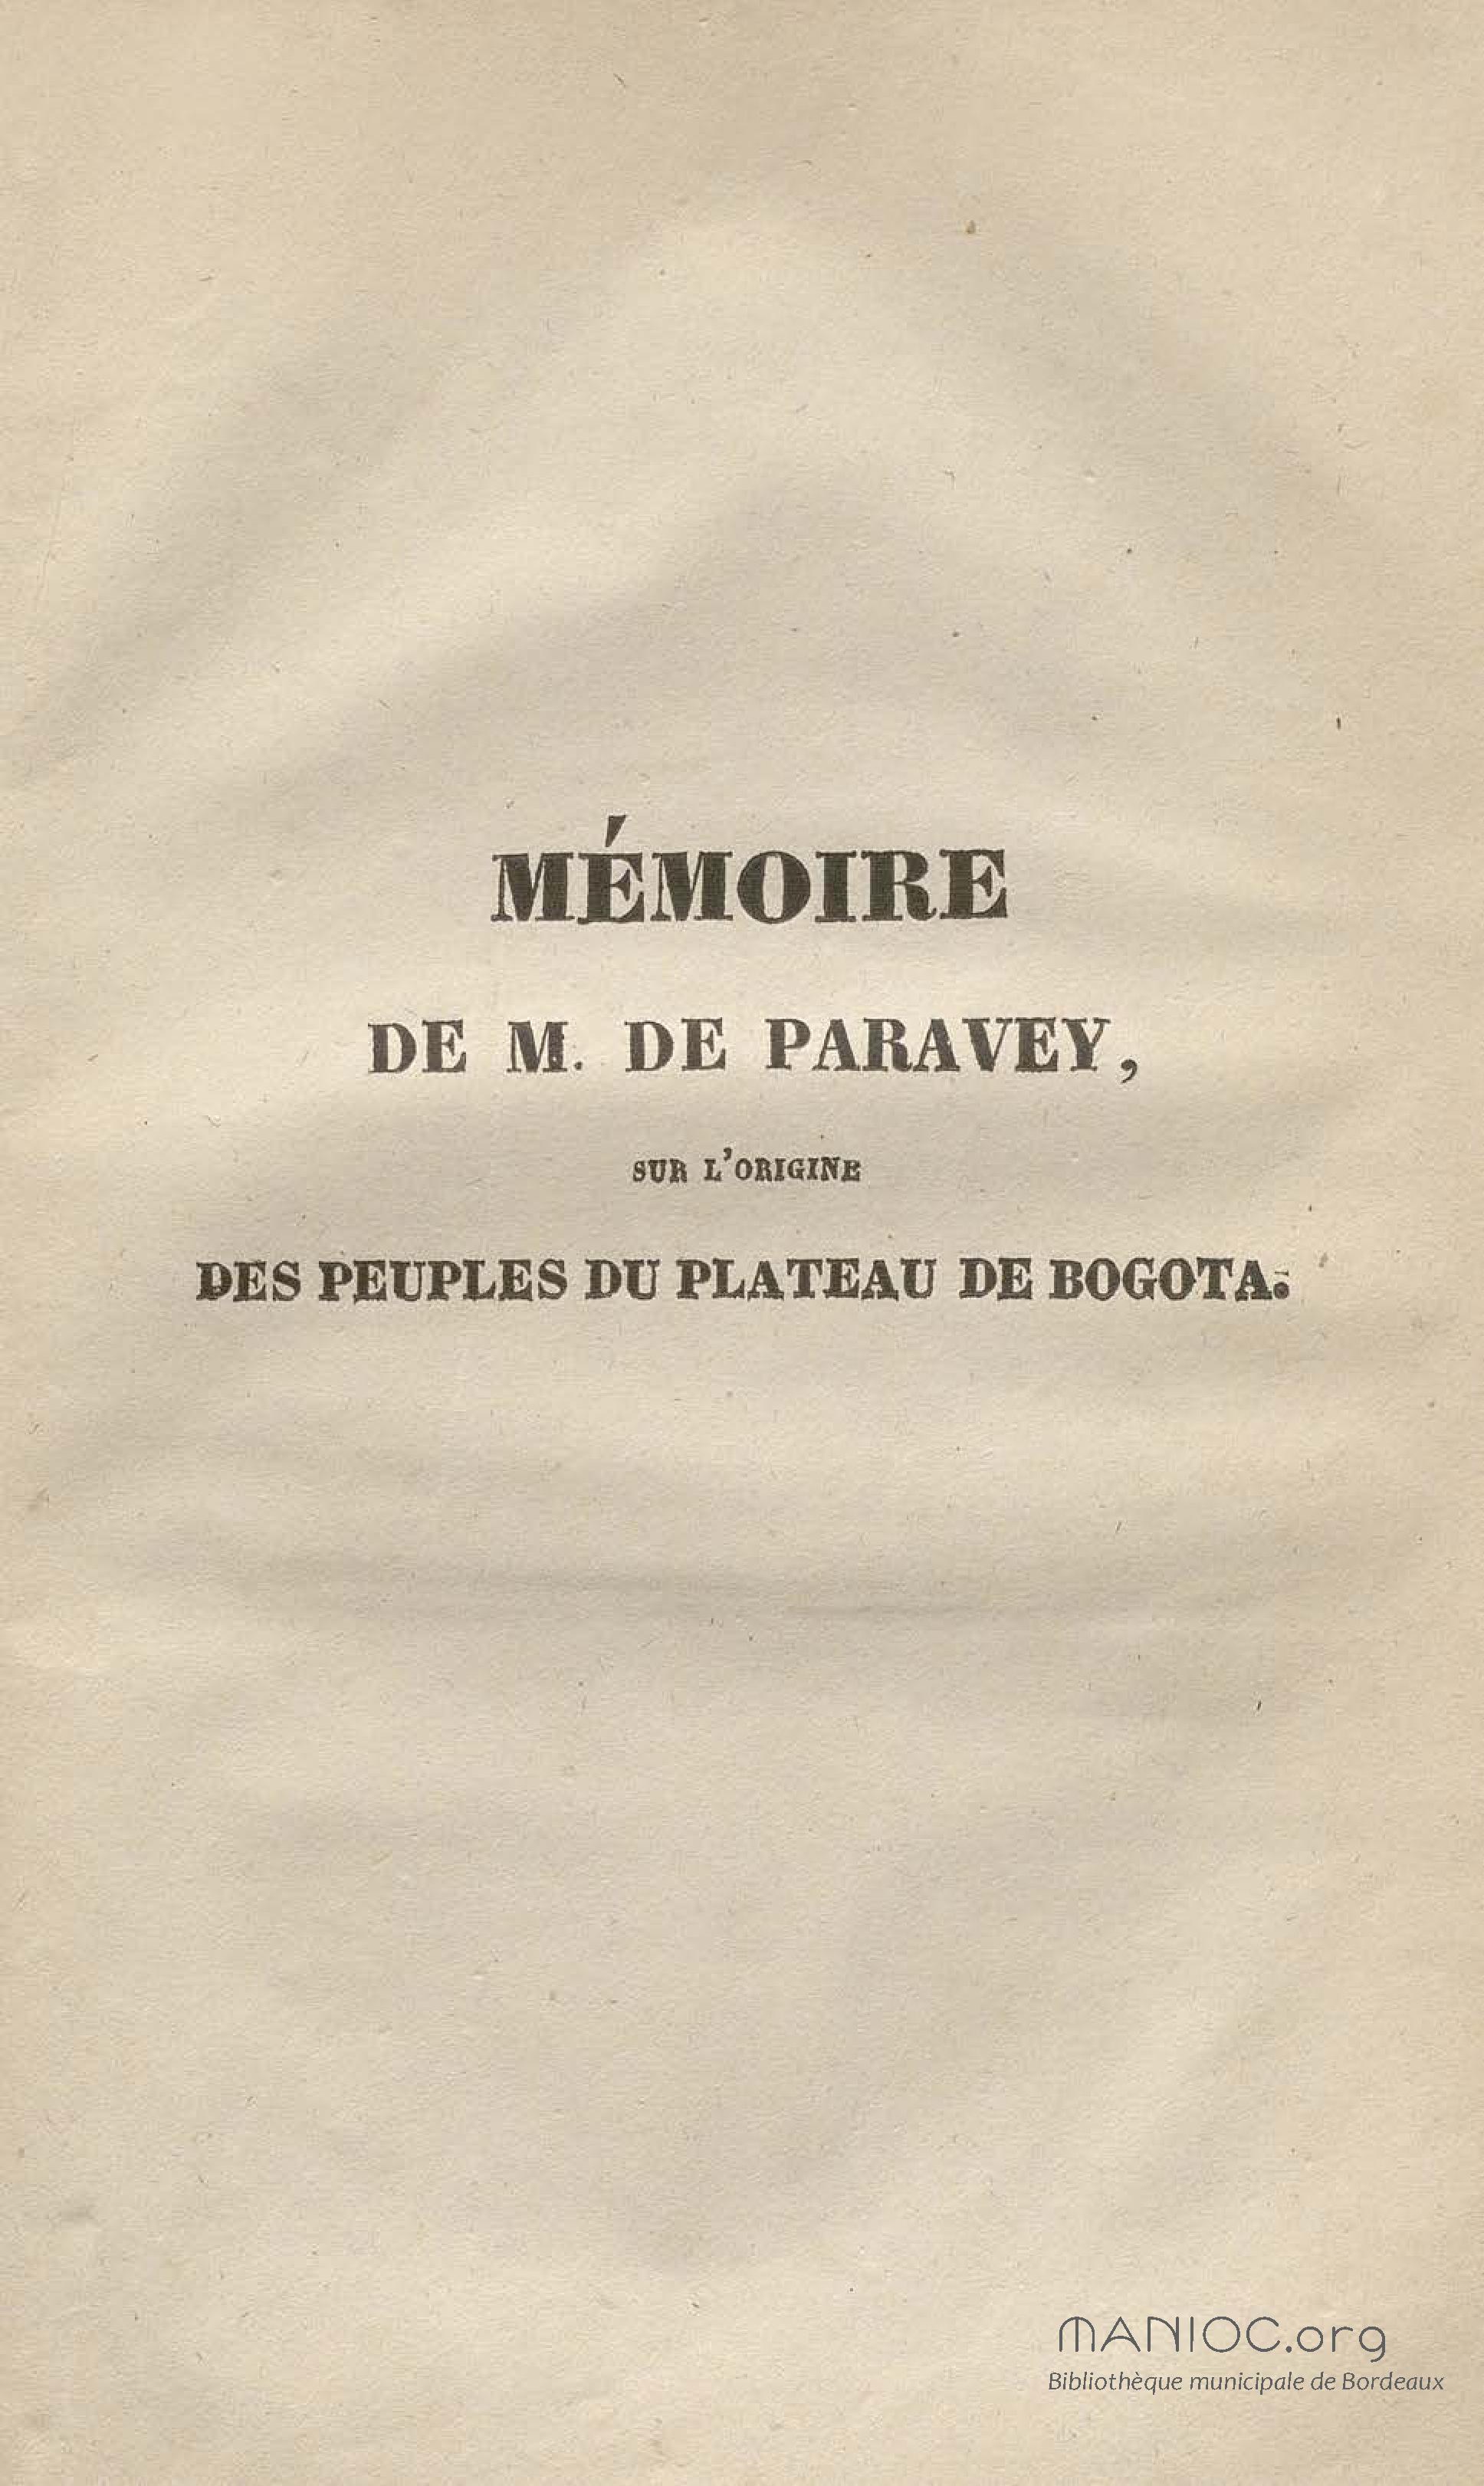 MÉMOIRE
DE M. DE PARAVEY,
SUR L'ORIGINE
DES PEUPLES DU PLATEAU DE BOGOTA.
MANIOC.org
Bibliothèque municipale de Bordeaux